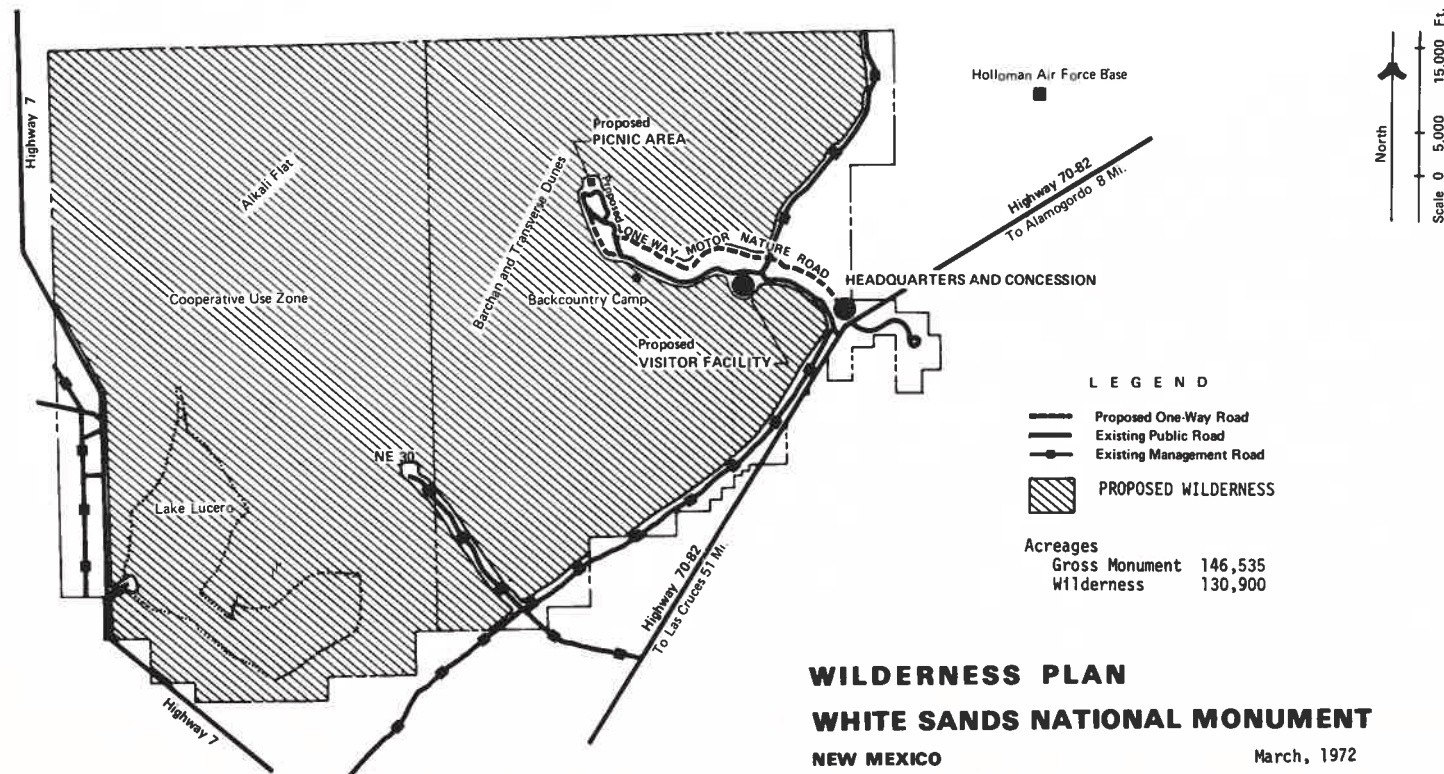 Highway 7
Alkali Flat
Cooperative Use Zone
Lake Lucero
Highway 7
NE 30
Barchan and Transverse Dunes
Proposed
PICNIC AREA
Proposed ONE WAY MOTOR NATURE ROAD
Backcountry Camp
Proposed
VISITOR FACILITY
HEADQUARTERS AND CONCESSION
Holloman Air Force Base
Highway 70-82
To Alamogordo 8 Mi.
Highway 70-82
To Las Cruces 51 Mi.
North
Scale 0 5,000 15,000 Ft.
LEGEND
Proposed One-Way Road
Existing Public Road
Existing Management Road
PROPOSED WILDERNESS
Acreages
Gross Monument 146,535
Wilderness 130,900
WILDERNESS PLAN
WHITE SANDS NATIONAL MONUMENT
NEW MEXICO March, 1972